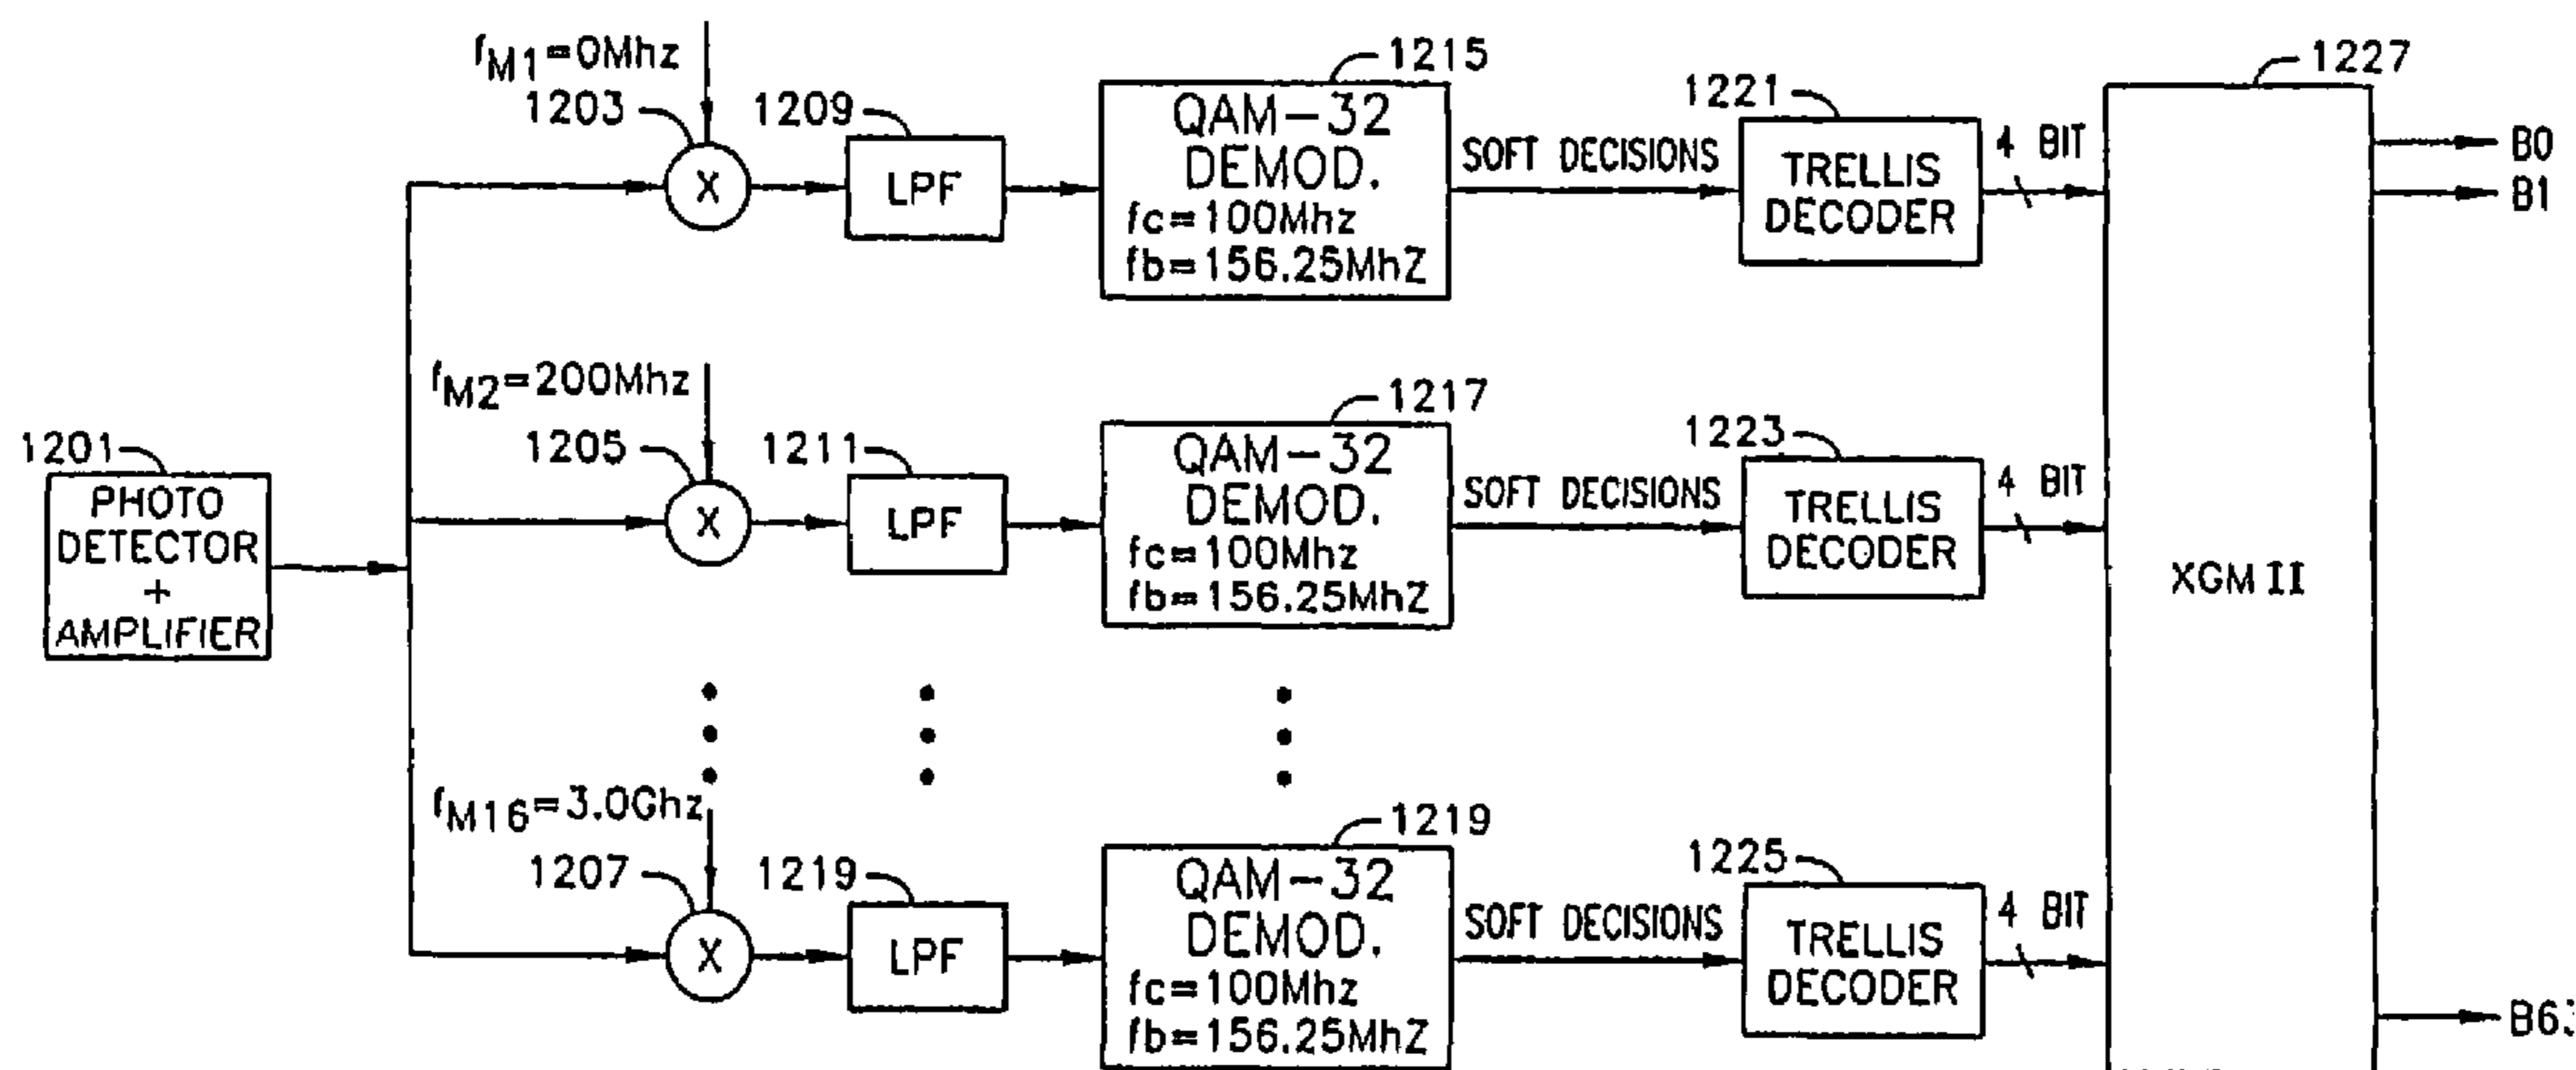 fM1=0Mhz
1203
1209
X
LPF
1215
QAM-32
DEMOD.
fc=100Mhz
fb=156.25MhZ
SOFT DECISIONS
1221
TRELLIS
DECODER
4 BIT
1227
XGM II
B0
B1
1201
PHOTO
DETECTOR
+
AMPLIFIER
fM2=200Mhz
1205
1211
X
LPF
1217
QAM-32
DEMOD.
fc=100Mhz
fb=156.25MhZ
SOFT DECISIONS
1223
TRELLIS
DECODER
4 BIT
fM16=3.0Ghz
1207
1219
X
LPF
1219
QAM-32
DEMOD.
fc=100Mhz
fb=156.25MhZ
SOFT DECISIONS
1225
TRELLIS
DECODER
4 BIT